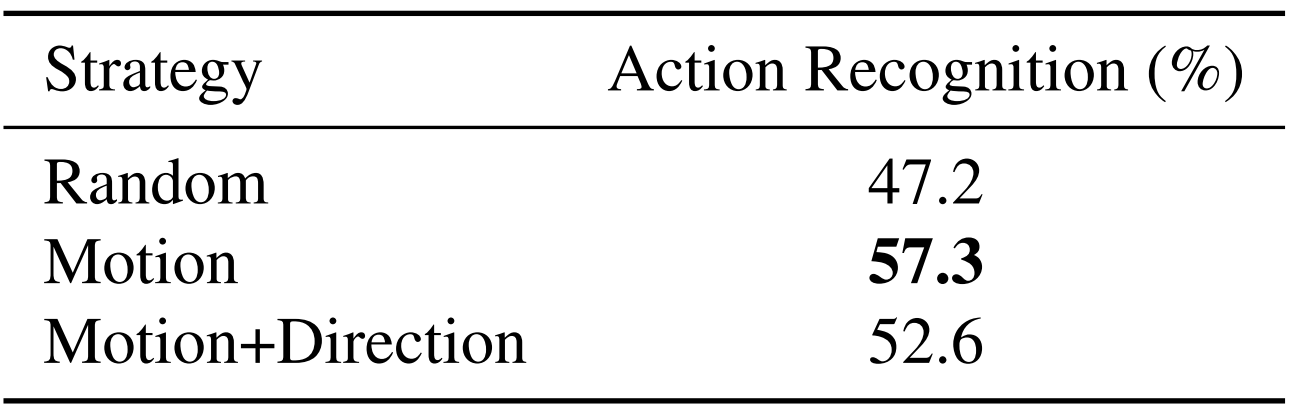 Strategy Action Recognition (%)
Random 47.2
Motion 57.3
Motion+Direction 52.6